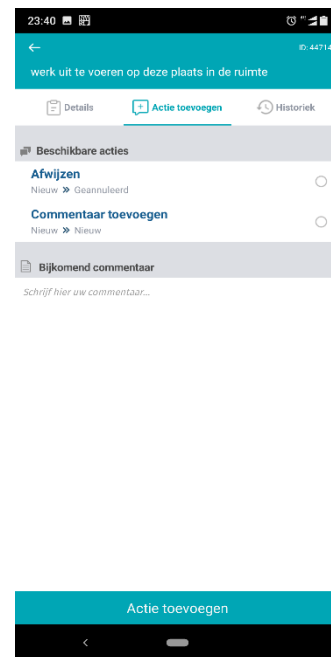 23:40
ID: 44714
werk uit te voeren op deze plaats in de ruimte
Details
Actie toevoegen
Historiek
Beschikbare acties
Afwijzen
Nieuw » Geannuleerd
Commentaar toevoegen
Nieuw » Nieuw
Bijkomend commentaar
Schrijf hier uw commentaar...
Actie toevoegen